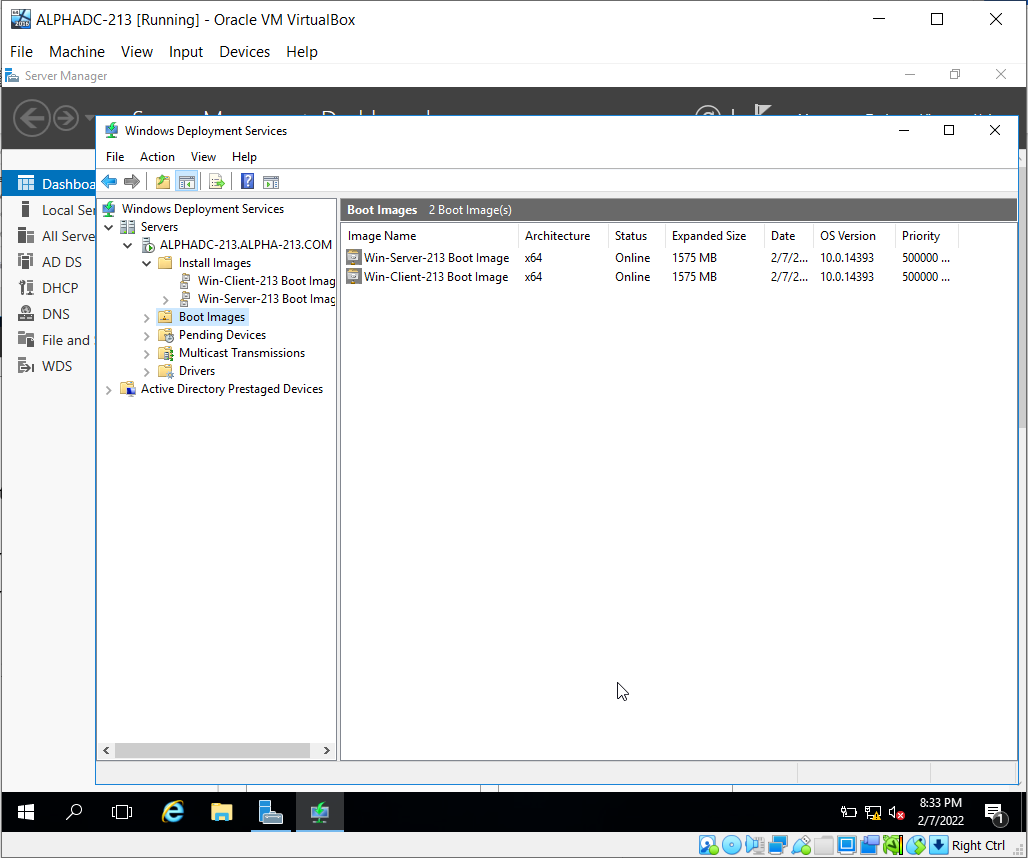 ALPHADC-213 [Running] - Oracle VM VirtualBox
File Machine View Input Devices Help
Server Manager
Windows Deployment Services
File Action View Help
Dashboa
Local Ser
All Serve
AD DS
DHCP
DNS
File and
WDS
Windows Deployment Services
Servers
ALPHADC-213.ALPHA-213.COM
Install Images
Win-Client-213 Boot Imag
Win-Server-213 Boot Imag
Boot Images
Pending Devices
Multicast Transmissions
Drivers
Active Directory Prestaged Devices
Boot Images 2 Boot Image(s)
Image Name Architecture Status Expanded Size Date OS Version Priority
Win-Server-213 Boot Image x64 Online 1575 MB 2/7/2... 10.0.14393 500000 ...
Win-Client-213 Boot Image x64 Online 1575 MB 2/7/2... 10.0.14393 500000 ...
8:33 PM
2/7/2022
1
Right Ctrl